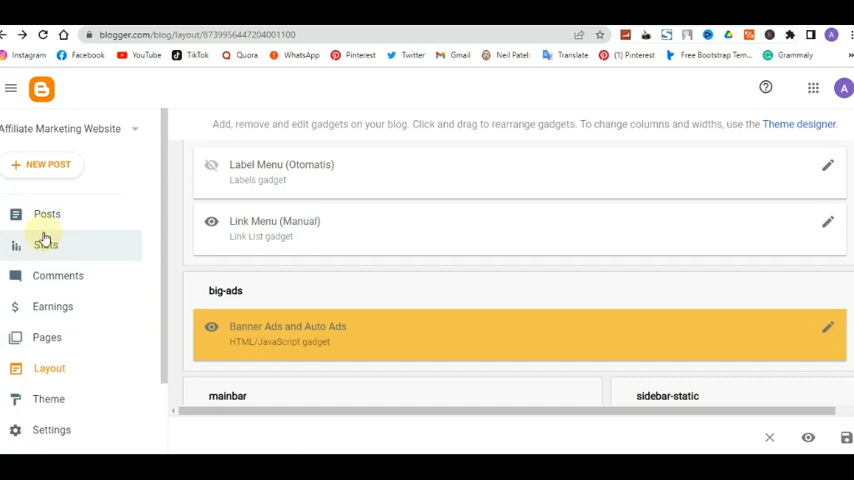 blogger.com/blog/layout/8739956447204001100
A
Instagram
Facebook
YouTube
TikTok
Quora
WhatsApp
Pinterest
Twitter
Gmail
Neil Patel:
Translate
(1) Pinterest
Free Bootstrap Tem...
Grammaly
A
Affiliate Marketing Website
Add, remove and edit gadgets on your blog. Click and drag to rearrange gadgets. To change columns and widths, use the Theme designer.
+ NEW POST
Posts
Stats
Comments
Earnings
Pages
Layout
Theme
Settings
Label Menu (Otomatis)
Labels gadget
Link Menu (Manual)
Link List gadget
big-ads
Banner Ads and Auto Ads
HTML/JavaScript gadget
mainbar
sidebar-static